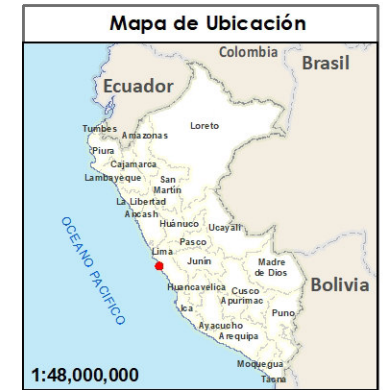 Mapa de Ubicación
Colombia
Brasil
Ecuador
Loreto
Tumbes
Amazonas
Piura
Cajamarca
Lambayeque
San
Martín
La Libertad
Ancash
Huánuco
Ucayali
Pasco
Lima
Junín
Madre
de Dios
OCEANO PACIFICO
Huancavelica
Cusco
Bolivia
Apurimac
Ica
Puno
Ayacucho
Arequipa
Moquegua
1:48,000,000
Tacna